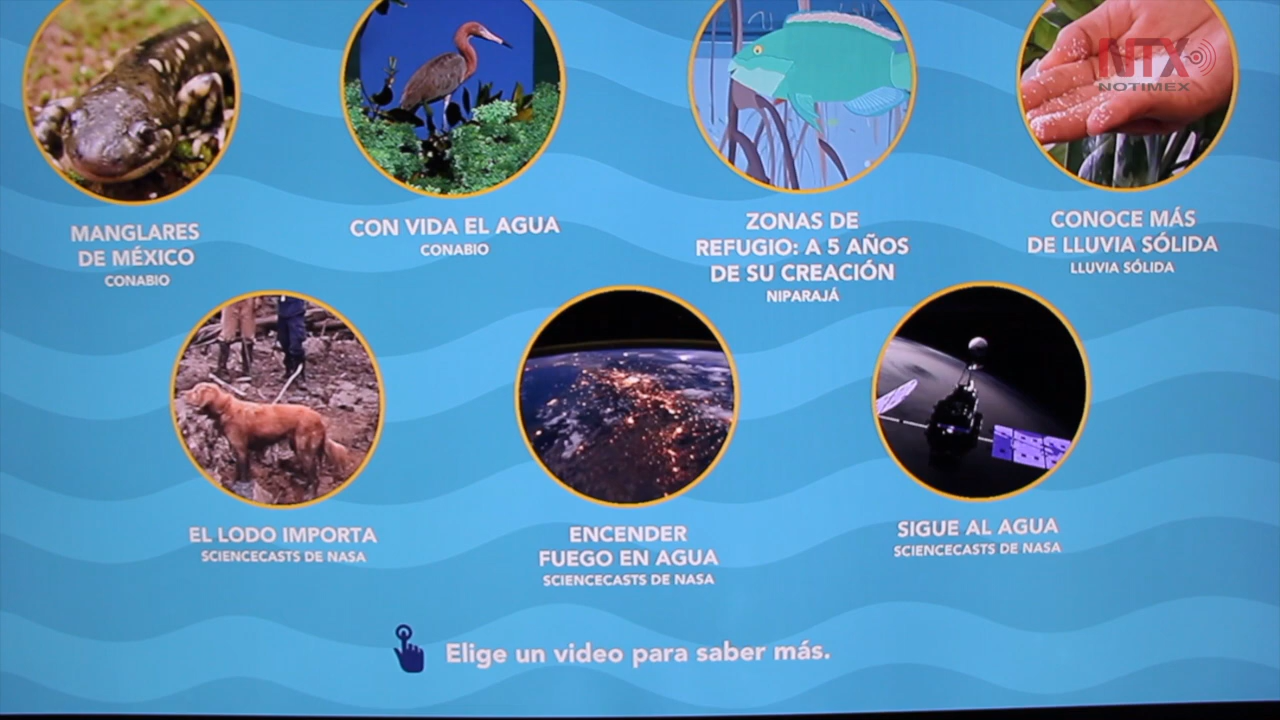 NTX
NOTIMEX
MANGLARES
DE MÉXICO
CONABIO
CON VIDA EL AGUA
CONABIO
ZONAS DE
REFUGIO: A 5 AÑOS
DE SU CREACIÓN
NIPARAJÁ
CONOCE MÁS
DE LLUVIA SÓLIDA
LLUVIA SÓLIDA
EL LODO IMPORTA
SCIENCECASTS DE NASA
ENCENDER
FUEGO EN AGUA
SCIENCECASTS DE NASA
SIGUE AL AGUA
SCIENCECASTS DE NASA
Elige un video para saber más.